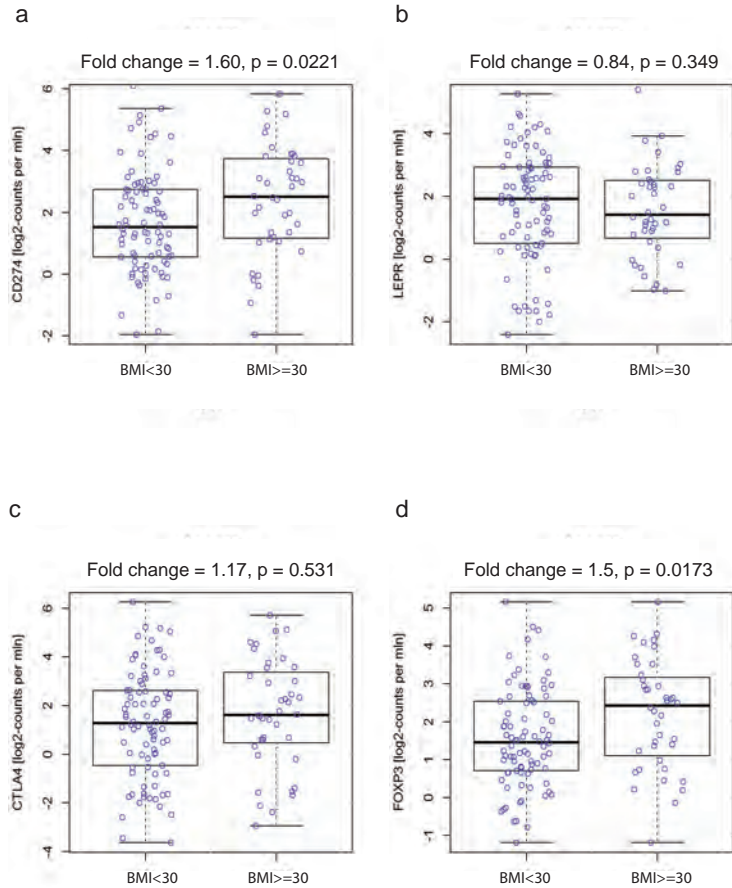 a
Fold change = 1.60, p = 0.0221
CD274 [log2-counts per mln]
6
4
2
0
-2
BMI<30
BMI>=30
b
Fold change = 0.84, p = 0.349
LEPR [log2-counts per mln]
4
2
0
-2
BMI<30
BMI>=30
c
Fold change = 1.17, p = 0.531
CTLA4 [log2-counts per mln]
6
4
2
0
-2
-4
BMI<30
BMI>=30
d
Fold change = 1.5, p = 0.0173
FOXP3 [log2-counts per mln]
5
4
3
2
1
0
-1
BMI<30
BMI>=30